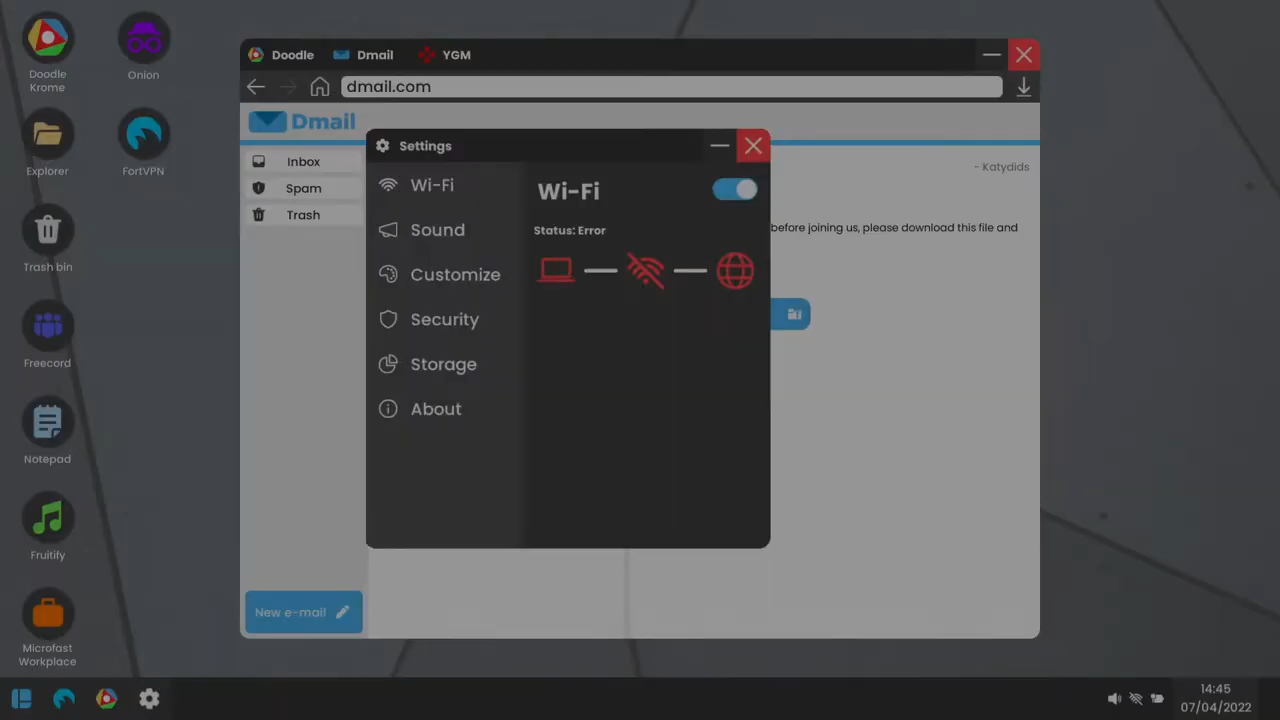 Doodle
Krome
Onion
Explorer
FortVPN
Trash bin
Freecord
Notepad
Fruitify
Microfast
Workplace
Doodle Dmail YGM
dmail.com
Dmail
Inbox
Spam
Trash
New e-mail
- Katydids
before joining us, please download this file and
Settings
Wi-Fi
Sound
Customize
Security
Storage
About
Wi-Fi
Status: Error
14:45
07/04/2022